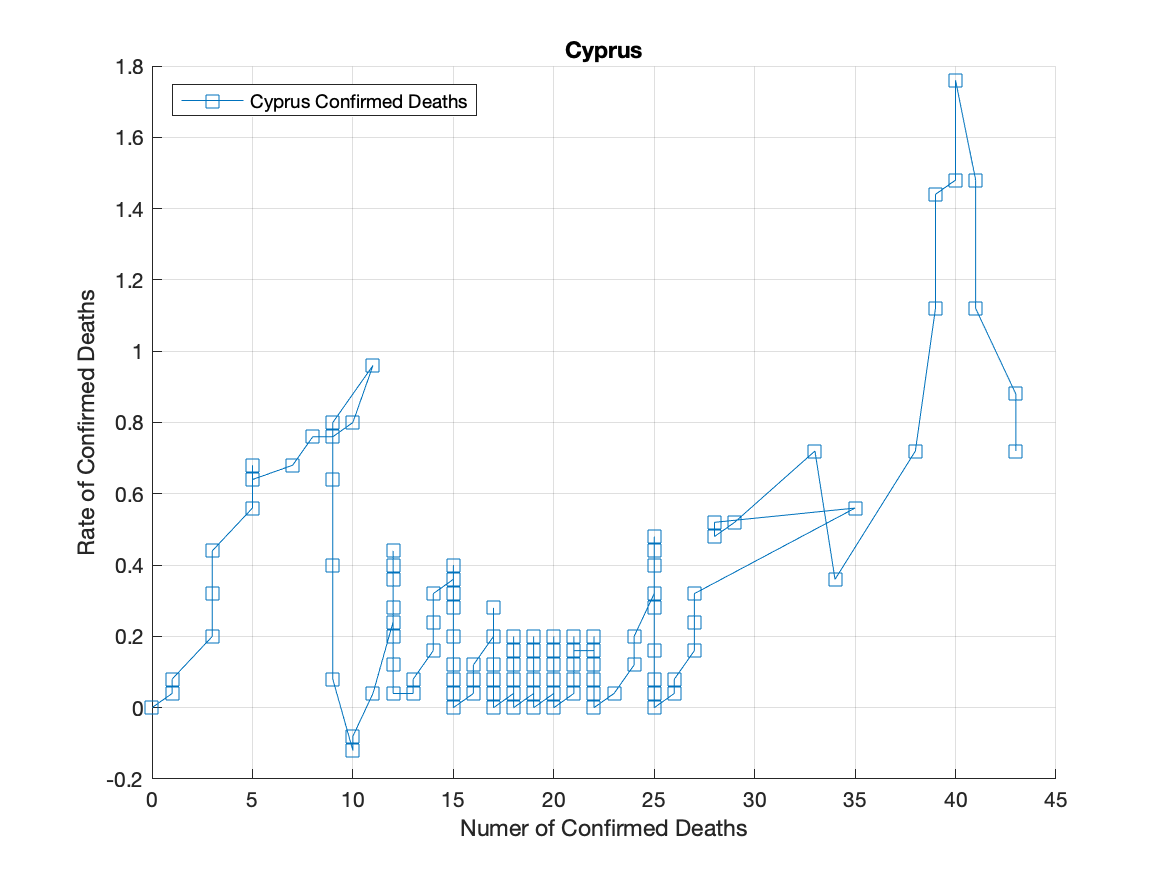 Cyprus
Cyprus Confirmed Deaths
Rate of Confirmed Deaths
1.8
1.6
1.4
1.2
1
0.8
0.6
0.4
0.2
0
-0.2
0 5 10 15 20 25 30 35 40 45
Numer of Confirmed Deaths